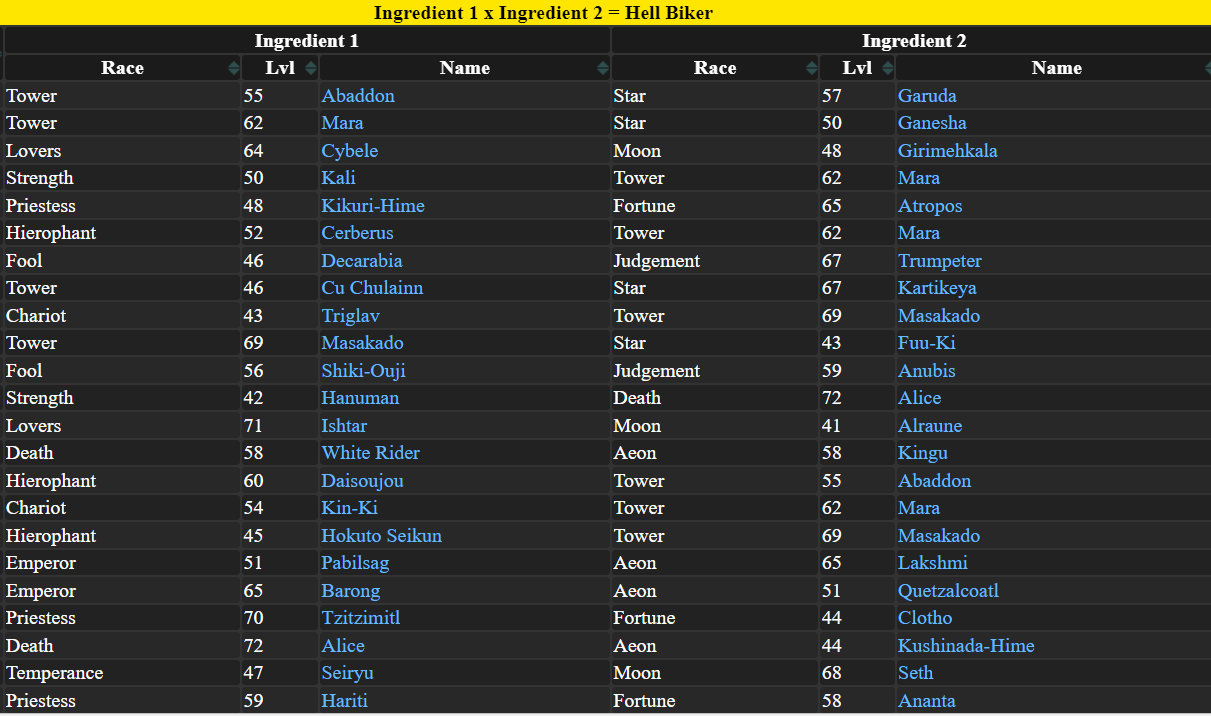 Ingredient 1 x Ingredient 2 = Hell Biker
Ingredient 1 Ingredient 2
Race Lvl Name Race Lvl Name
Tower 55 Abaddon Star 57 Garuda
Tower 62 Mara Star 50 Ganesha
Lovers 64 Cybele Moon 48 Girimehkala
Strength 50 Kali Tower 62 Mara
Priestess 48 Kikuri-Hime Fortune 65 Atropos
Hierophant 52 Cerberus Tower 62 Mara
Fool 46 Decarabia Judgement 67 Trumpeter
Tower 46 Cu Chulainn Star 67 Kartikeya
Chariot 43 Triglav Tower 69 Masakado
Tower 69 Masakado Star 43 Fuu-Ki
Fool 56 Shiki-Ouji Judgement 59 Anubis
Strength 42 Hanuman Death 72 Alice
Lovers 71 Ishtar Moon 41 Alraune
Death 58 White Rider Aeon 58 Kingu
Hierophant 60 Daisoujou Tower 55 Abaddon
Chariot 54 Kin-Ki Tower 62 Mara
Hierophant 45 Hokuto Seikun Tower 69 Masakado
Emperor 51 Pabilsag Aeon 65 Lakshmi
Emperor 65 Barong Aeon 51 Quetzalcoatl
Priestess 70 Tzitzimitl Fortune 44 Clotho
Death 72 Alice Aeon 44 Kushinada-Hime
Temperance 47 Seiryu Moon 68 Seth
Priestess 59 Hariti Fortune 58 Ananta